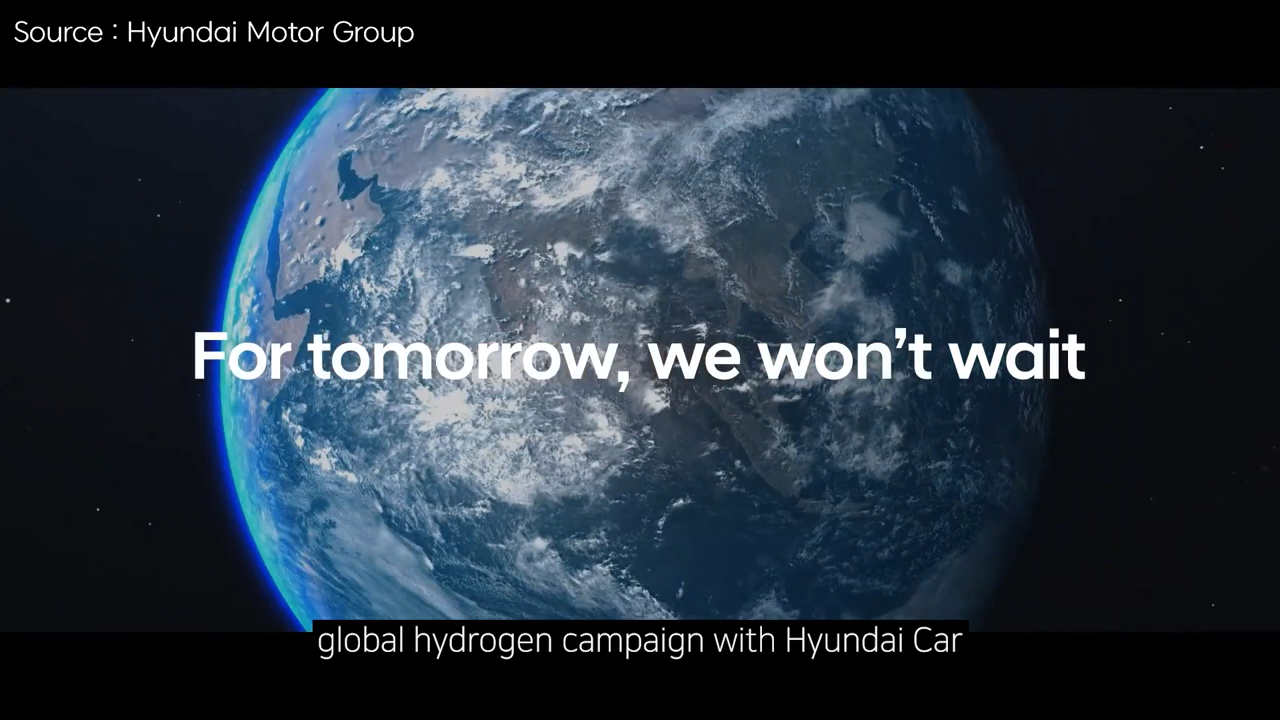 Source : Hyundai Motor Group
For tomorrow, we won’t wait
global hydrogen campaign with Hyundai Car